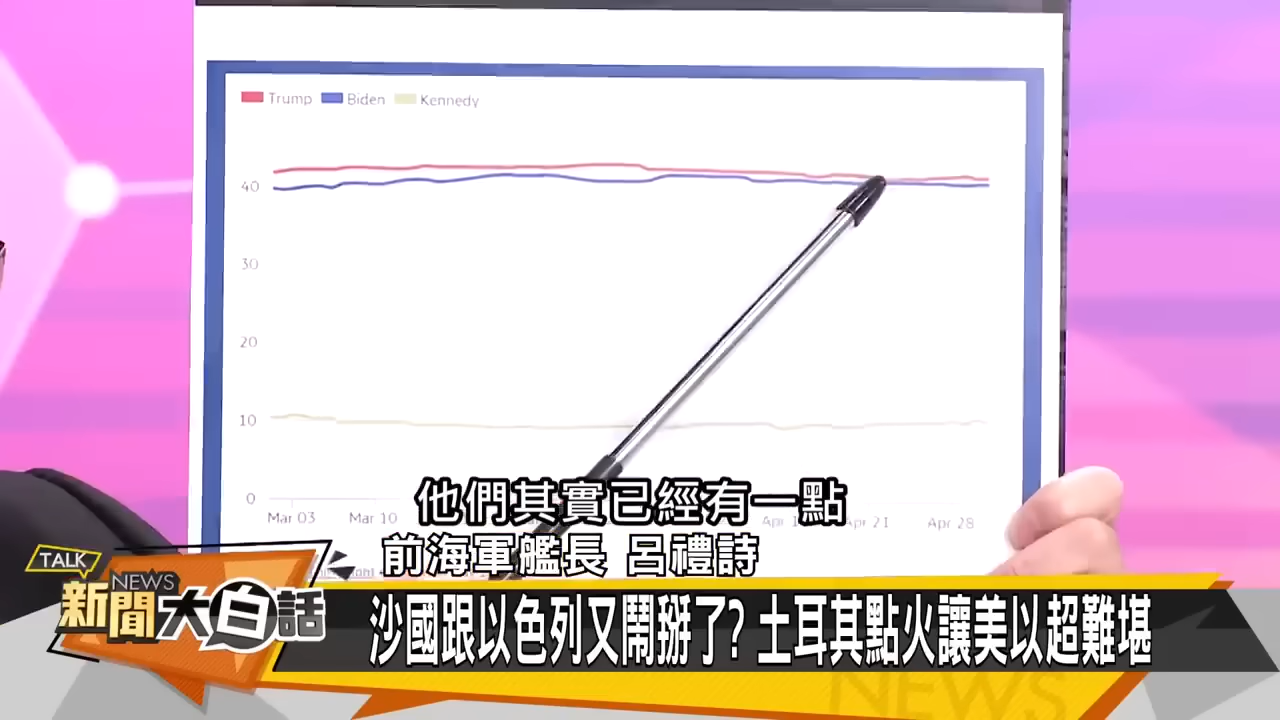 Trump Biden Kennedy
40
30
20
10
0
Mar 03 Mar 10 Apr 21 Apr 28
他們其實已經有一點
前海軍艦長 呂禮詩
TALK
NEWS
新聞大白話
沙國跟以色列又鬧掰了? 土耳其點火讓美以超難堪
NEWS